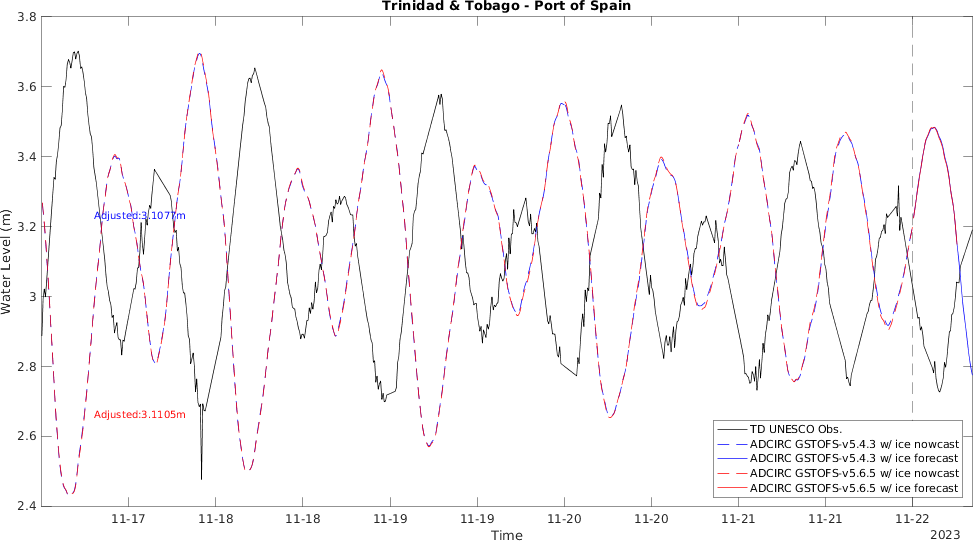 Trinidad & Tobago - Port of Spain
Water Level (m)
3.8
3.6
3.4
3.2
3
2.8
2.6
2.4
Adjusted:3.1077m
Adjusted:3.1105m
TD UNESCO Obs.
ADCIRC GSTOFS-v5.4.3 w/ ice nowcast
ADCIRC GSTOFS-v5.4.3 w/ ice forecast
ADCIRC GSTOFS-v5.6.5 w/ ice nowcast
ADCIRC GSTOFS-v5.6.5 w/ ice forecast
11-17 11-18 11-18 11-19 11-19 11-20 11-20 11-21 11-21 11-22
Time
2023